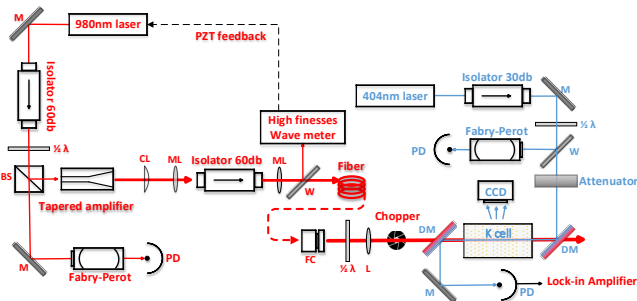 M
980nm laser
PZT feedback
Isolator
60db
½ λ
BS
Tapered amplifier
CL
ML
Isolator 60db
ML
High finesses
Wave meter
W
Fiber
M
Fabry-Perot
PD
FC
½ λ
L
Chopper
DM
404nm laser
Isolator 30db
M
½ λ
Fabry-Perot
PD
W
Attenuator
CCD
K cell
DM
M
PD
Lock-in Amplifier